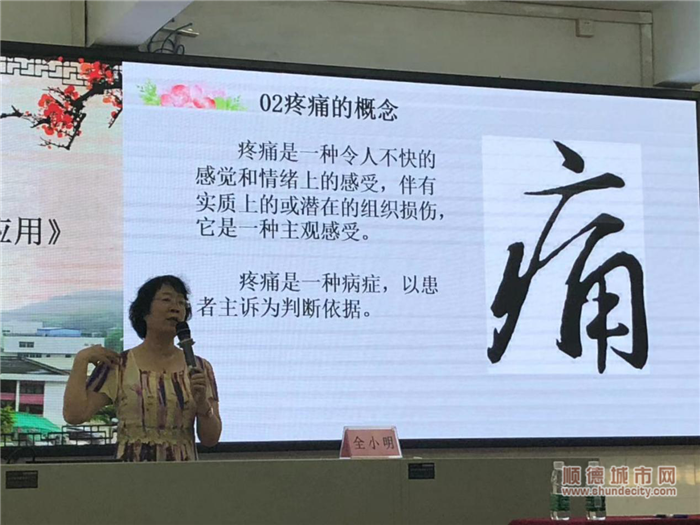 02疼痛的概念
疼痛是一种令人不快的
感觉和情绪上的感受，伴有
实质上的或潜在的组织损伤，
它是一种主观感受。
疼痛是一种病症，以患
者主诉为判断依据。
痛
应用》
全小明
顺德城市网
www.shundecity.com